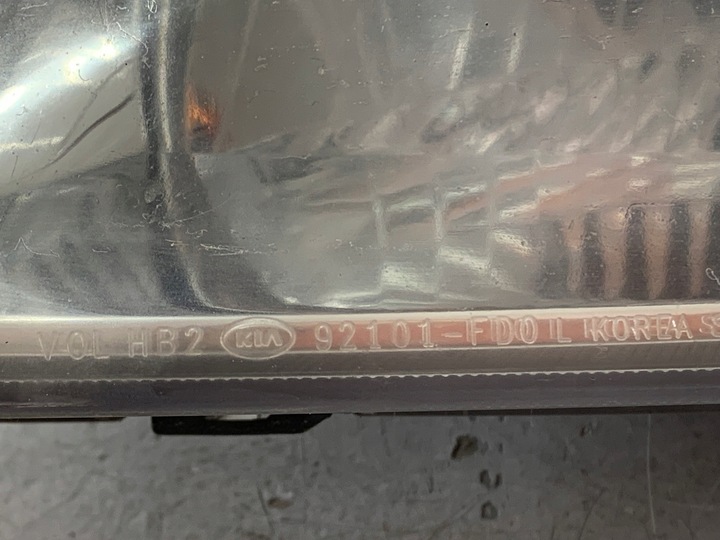 VOL HB2 KIA 92101-FD0 L KOREA